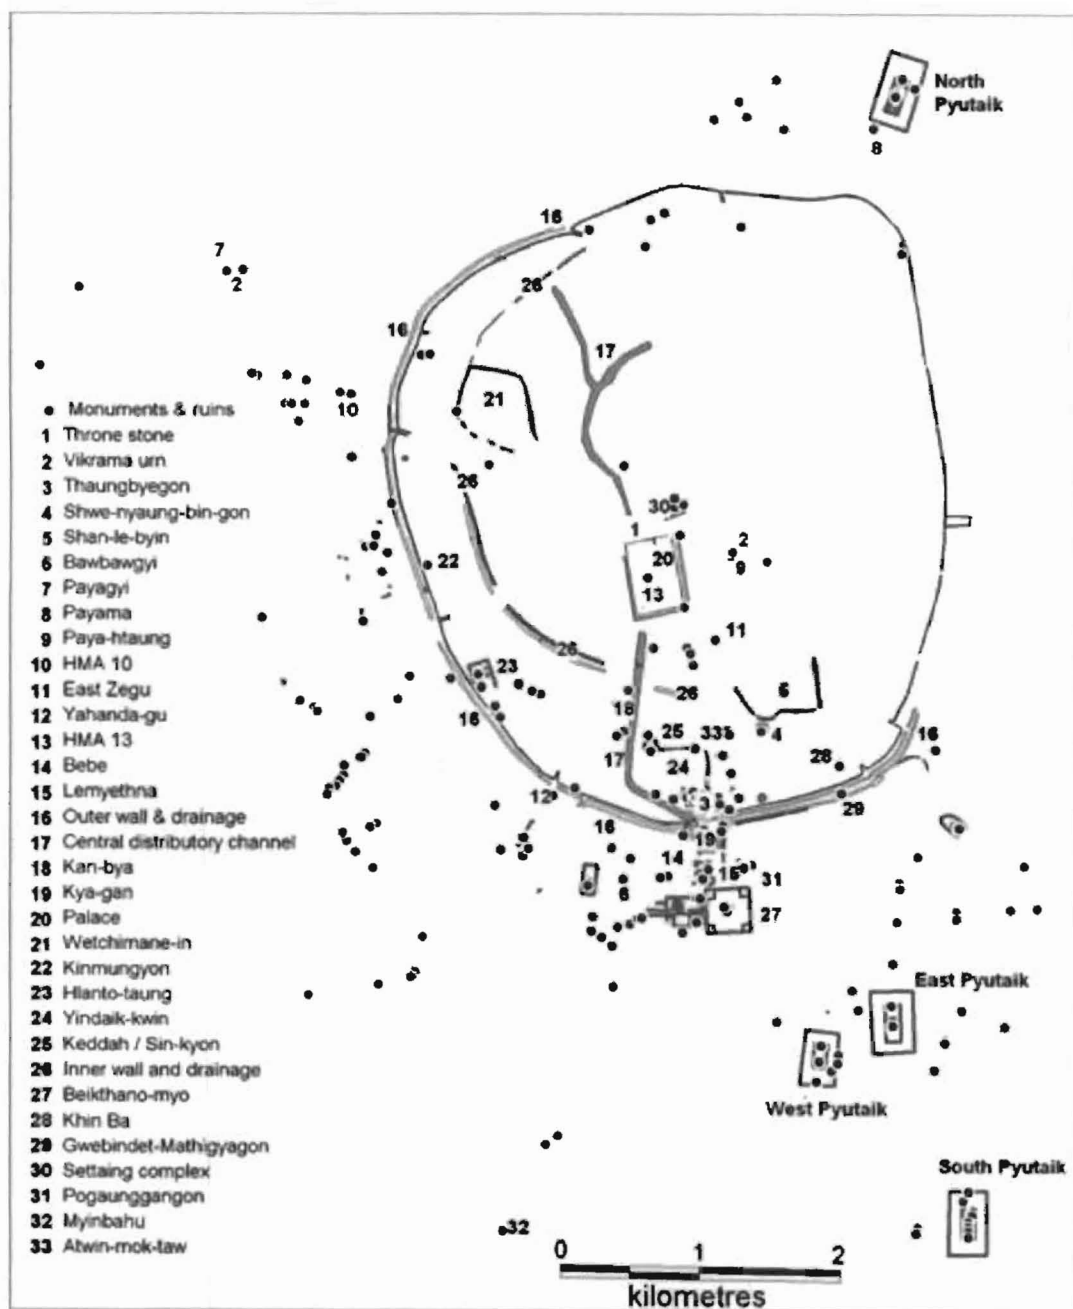 North
Pyutaik
8
16
7
2
26
16
17
21
10
● Monuments & ruins
1 Throne stone
2 Vikrama urn
3 Thaungbyegon
4 Shwe-nyaung-bin-gon
5 Shan-le-byin
6 Bawbawgyi
7 Payagyi
8 Payama
9 Paya-htaung
10 HMA 10
11 East Zegu
12 Yahanda-gu
13 HMA 13
14 Bebe
15 Lemyethna
16 Outer wall & drainage
17 Central distributory channel
18 Kan-bya
19 Kya-gan
20 Palace
21 Wetchimane-in
22 Kinmungyon
23 Hlanto-taung
24 Yindaik-kwin
25 Keddah / Sin-kyon
26 Inner wall and drainage
27 Beikthano-myo
28 Khin Ba
29 Gwebindet-Mathigyagon
30 Settaing complex
31 Pogaunggangon
32 Myinbahu
33 Atwin-mok-taw
26
30
1
20
2
9
22
13
11
26
23
26
5
18
16
25
33
4
16
17
24
28
12
3
29
16
19
14
15
31
6
27
East Pyutaik
West Pyutaik
South Pyutaik
32
0 1 2
kilometres